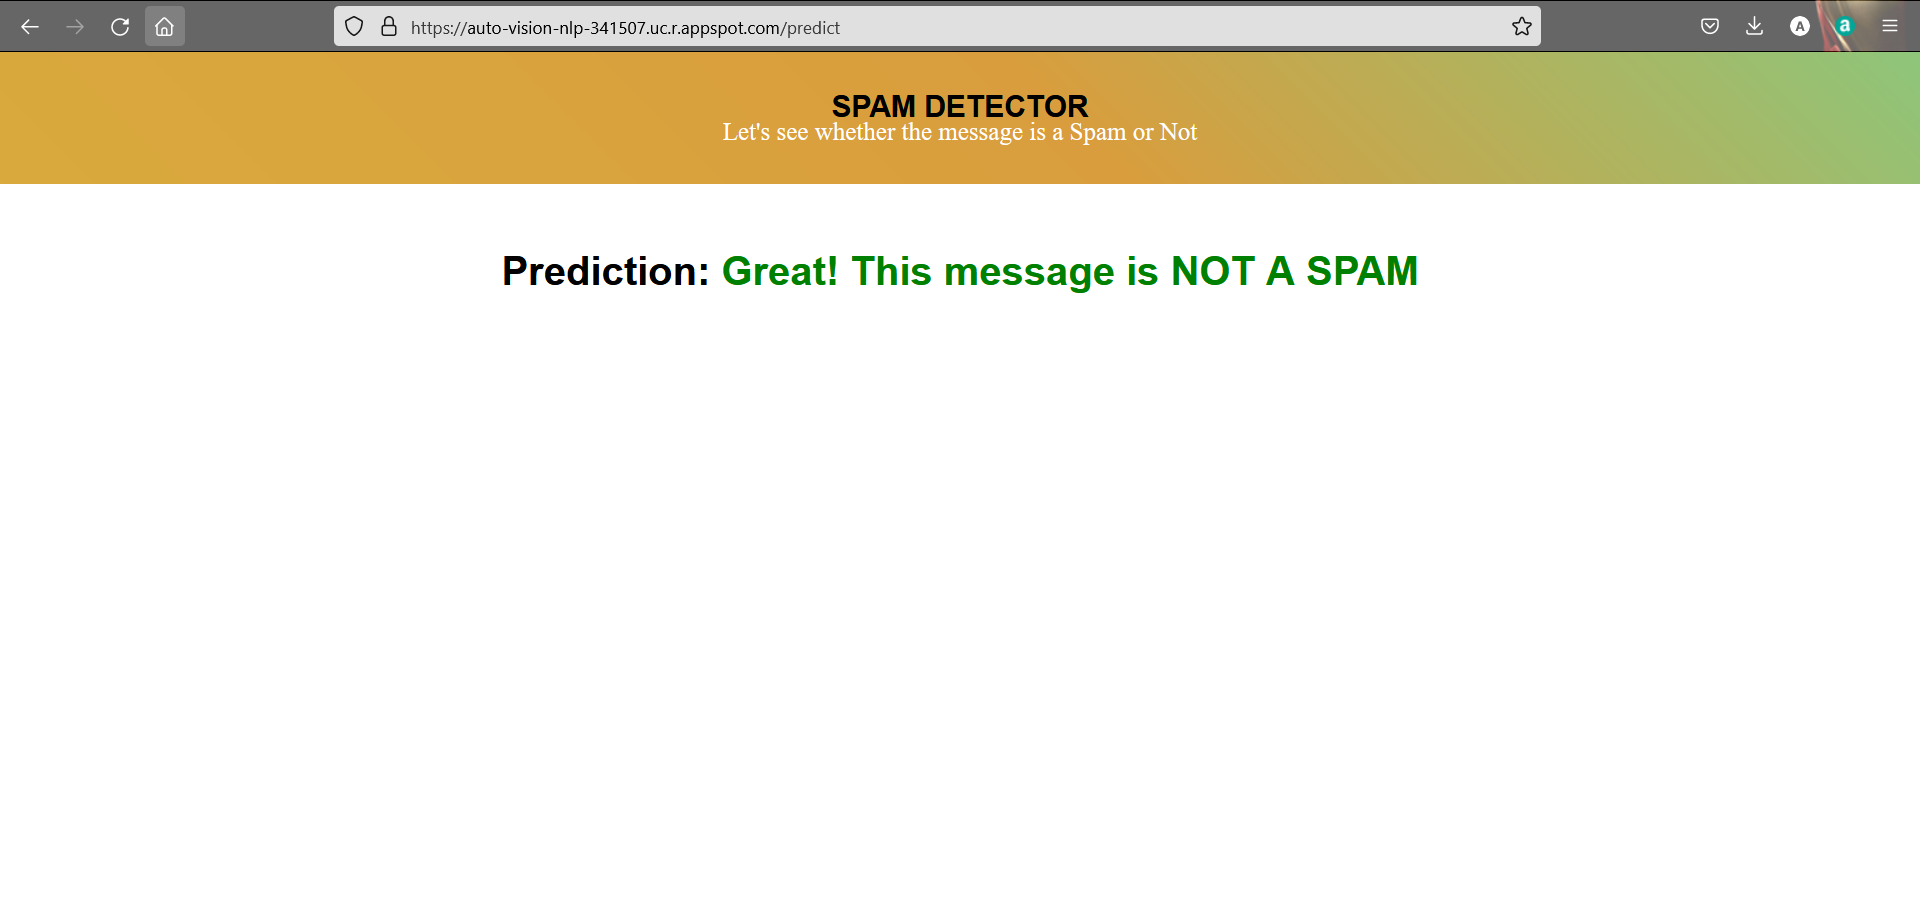 https://auto-vision-nlp-341507.uc.r.appspot.com/predict
A
a
SPAM DETECTOR
Let's see whether the message is a Spam or Not
Prediction: Great! This message is NOT A SPAM